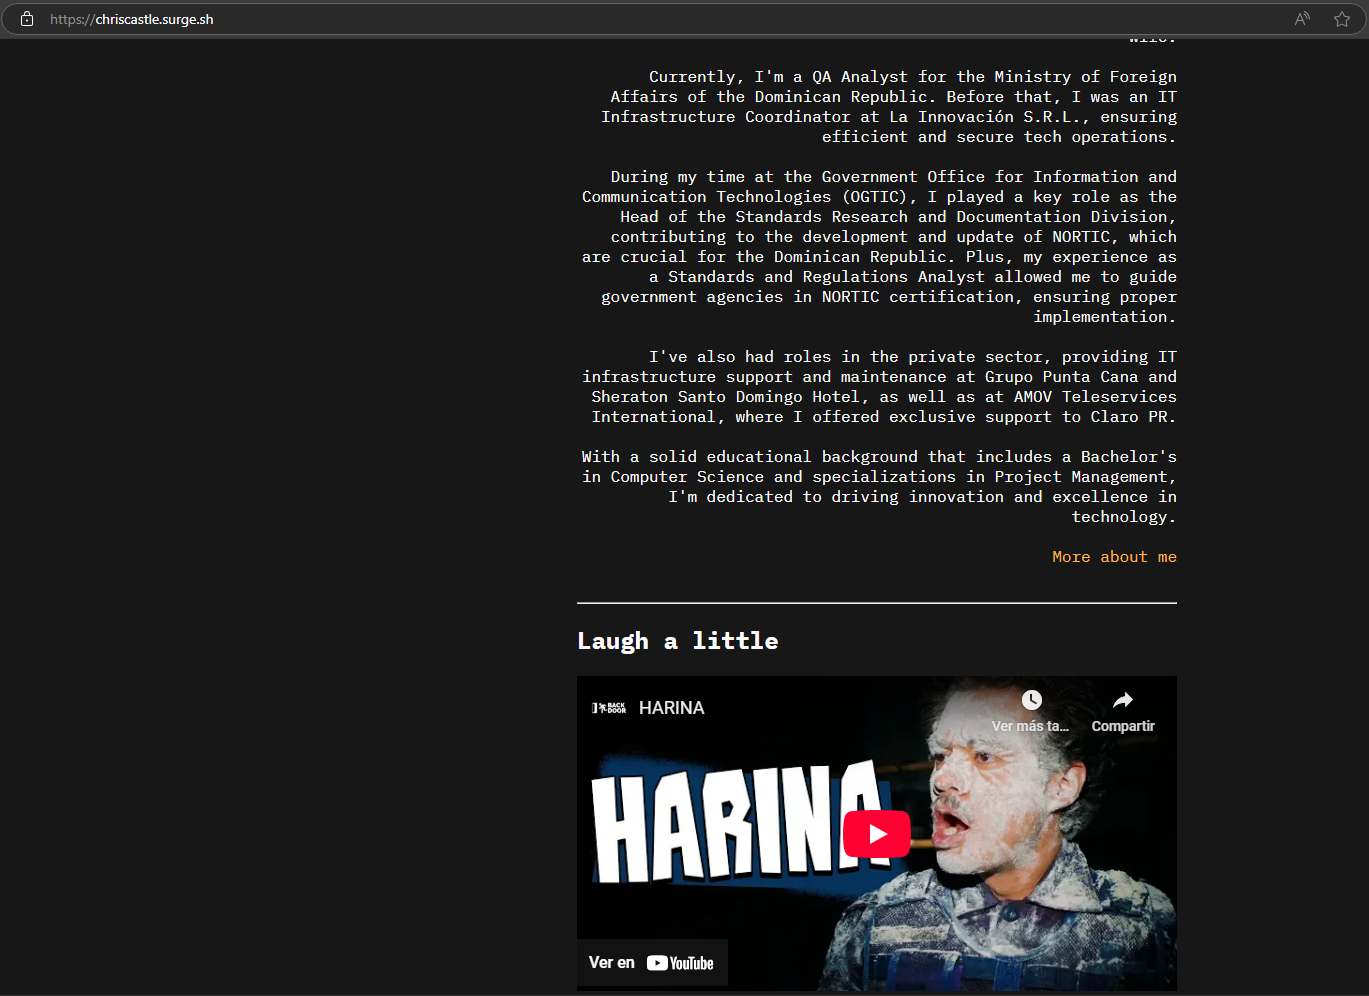 https://chriscastle.surge.sh
wife.
Currently, I'm a QA Analyst for the Ministry of Foreign
Affairs of the Dominican Republic. Before that, I was an IT
Infrastructure Coordinator at La Innovación S.R.L., ensuring
efficient and secure tech operations.
During my time at the Government Office for Information and
Communication Technologies (OGTIC), I played a key role as the
Head of the Standards Research and Documentation Division,
contributing to the development and update of NORTIC, which
are crucial for the Dominican Republic. Plus, my experience as
a Standards and Regulations Analyst allowed me to guide
government agencies in NORTIC certification, ensuring proper
implementation.
I've also had roles in the private sector, providing IT
infrastructure support and maintenance at Grupo Punta Cana and
Sheraton Santo Domingo Hotel, as well as at AMOV Teleservices
International, where I offered exclusive support to Claro PR.
With a solid educational background that includes a Bachelor's
in Computer Science and specializations in Project Management,
I'm dedicated to driving innovation and excellence in
technology.
More about me
Laugh a little
BACK DOOR HARINA
Ver más ta...
Compartir
HARINA
Ver en YouTube